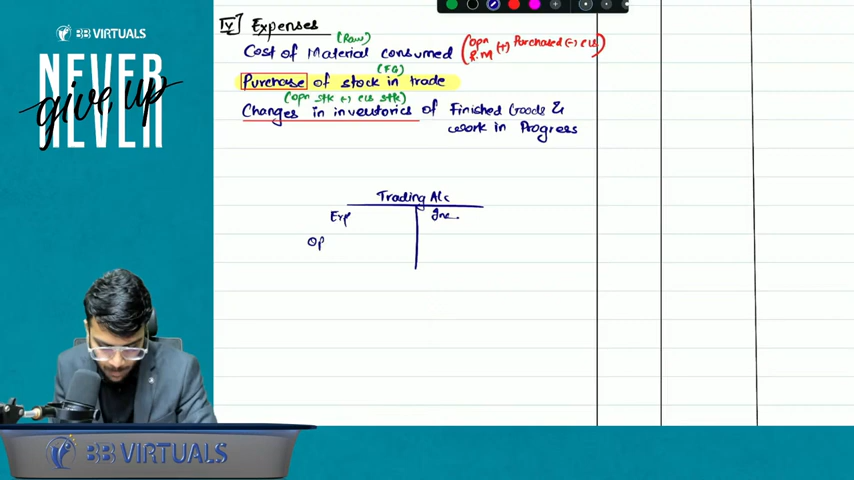 BB VIRTUALS
NEVER
give up
NEVER
IV] Expenses
(Raw)
Cost of Material consumed (Opn R.M (+) Purchased (-) cls)
(FG)
Purchase of stock in trade
(Opn stk (-) cls stk)
Changes in inventories of Finished Goods &
work in Progress
Trading A/c
Exp Inc
Op
BB VIRTUALS